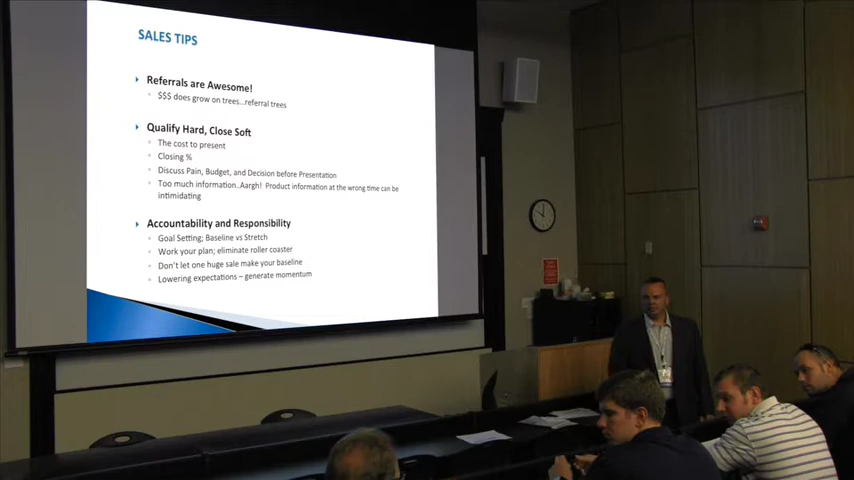 SALES TIPS
Referrals are Awesome!
$$$ does grow on trees...referral trees
Qualify Hard, Close Soft
The cost to present
Closing %
Discuss Pain, Budget, and Decision before Presentation
Too much information..Aargh! Product information at the wrong time can be
intimidating
Accountability and Responsibility
Goal Setting; Baseline vs Stretch
Work your plan; eliminate roller coaster
Don't let one huge sale make your baseline
Lowering expectations – generate momentum